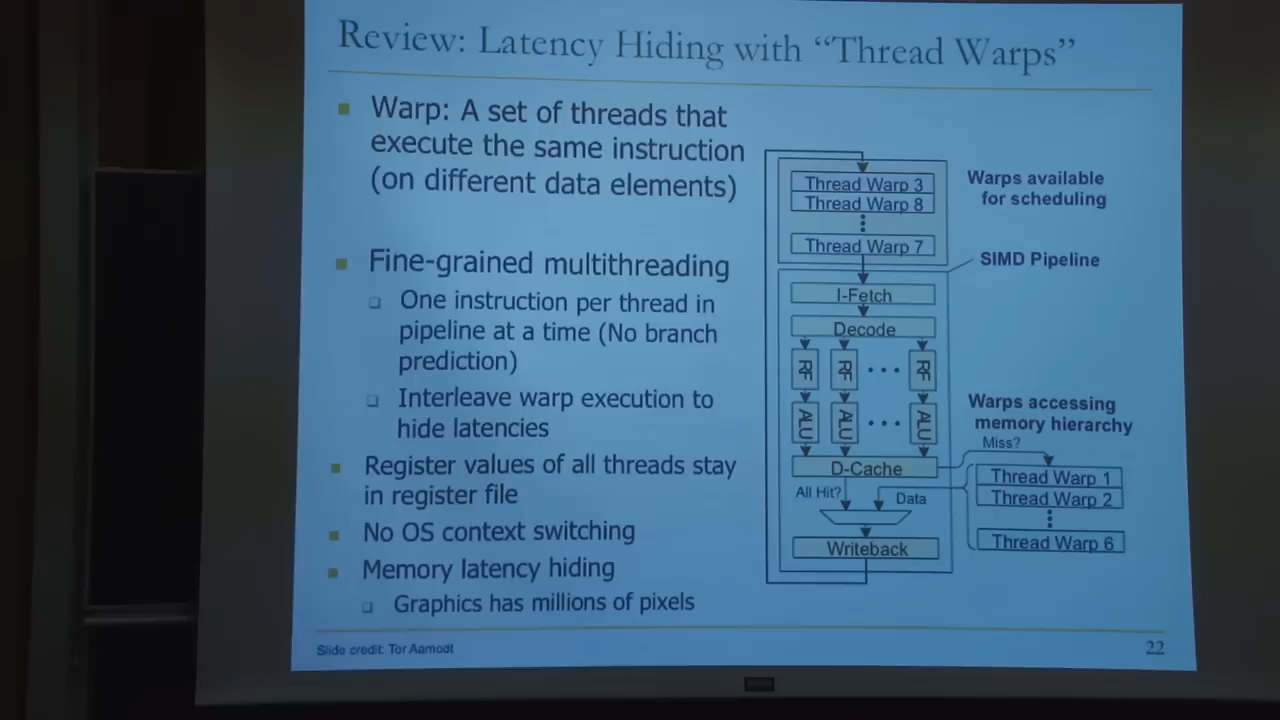 Review: Latency Hiding with “Thread Warps”
Warp: A set of threads that
execute the same instruction
(on different data elements)
Fine-grained multithreading
One instruction per thread in
pipeline at a time (No branch
prediction)
Interleave warp execution to
hide latencies
Register values of all threads stay
in register file
No OS context switching
Memory latency hiding
Graphics has millions of pixels
Thread Warp 3
Thread Warp 8
Thread Warp 7
Warps available
for scheduling
SIMD Pipeline
I-Fetch
Decode
RF RF RF
ALU ALU ALU
D-Cache
All Hit?
Data
Writeback
Warps accessing
memory hierarchy
Miss?
Thread Warp 1
Thread Warp 2
Thread Warp 6
Slide credit: Tor Aamodt
22